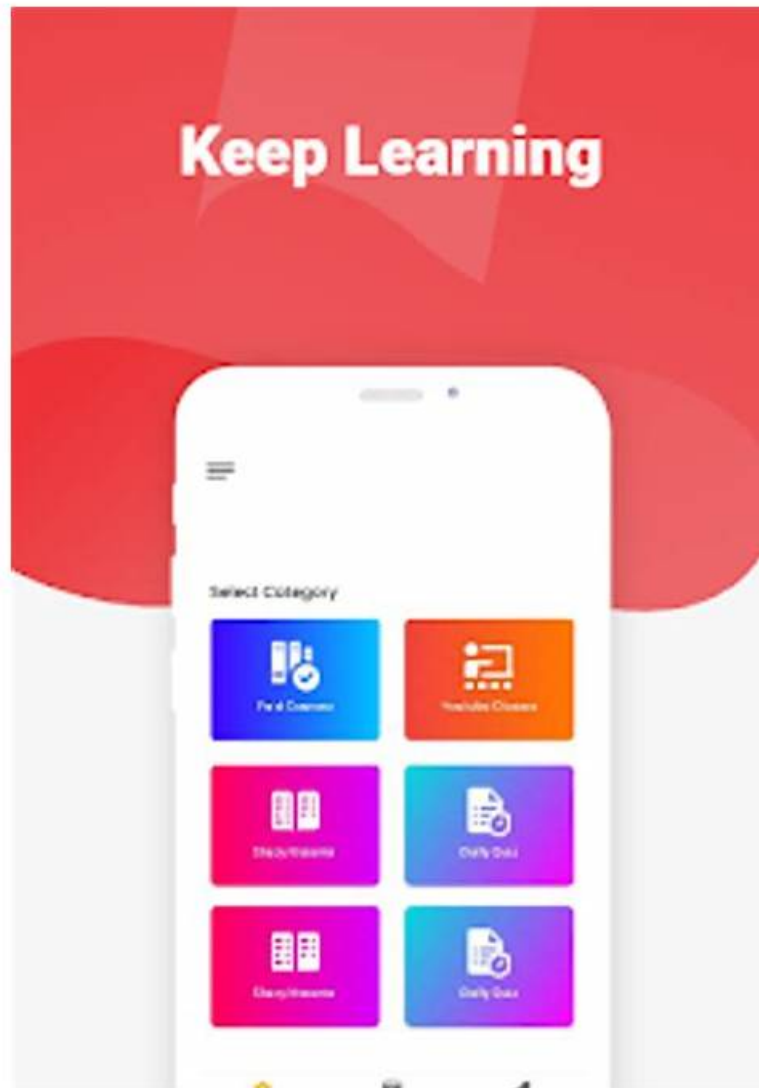 Keep Learning
Select Category
Paid Courses
Youtube Classes
Daily Quiz
Daily Quiz